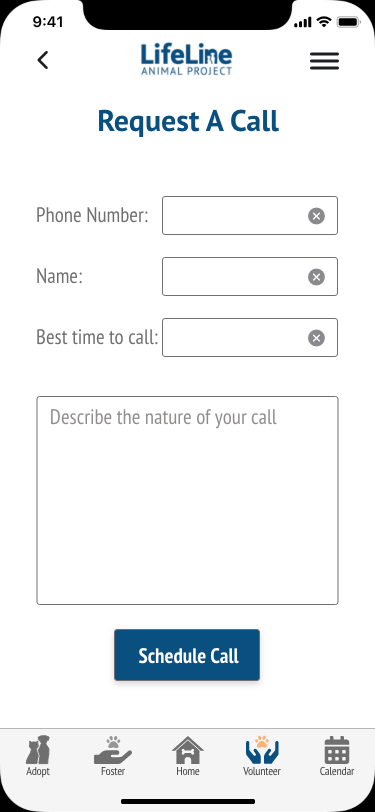 9:41
LifeLine
ANIMAL PROJECT
Request A Call
Phone Number:
Name:
Best time to call:
Describe the nature of your call
Schedule Call
Adopt
Foster
Home
Volunteer
Calendar